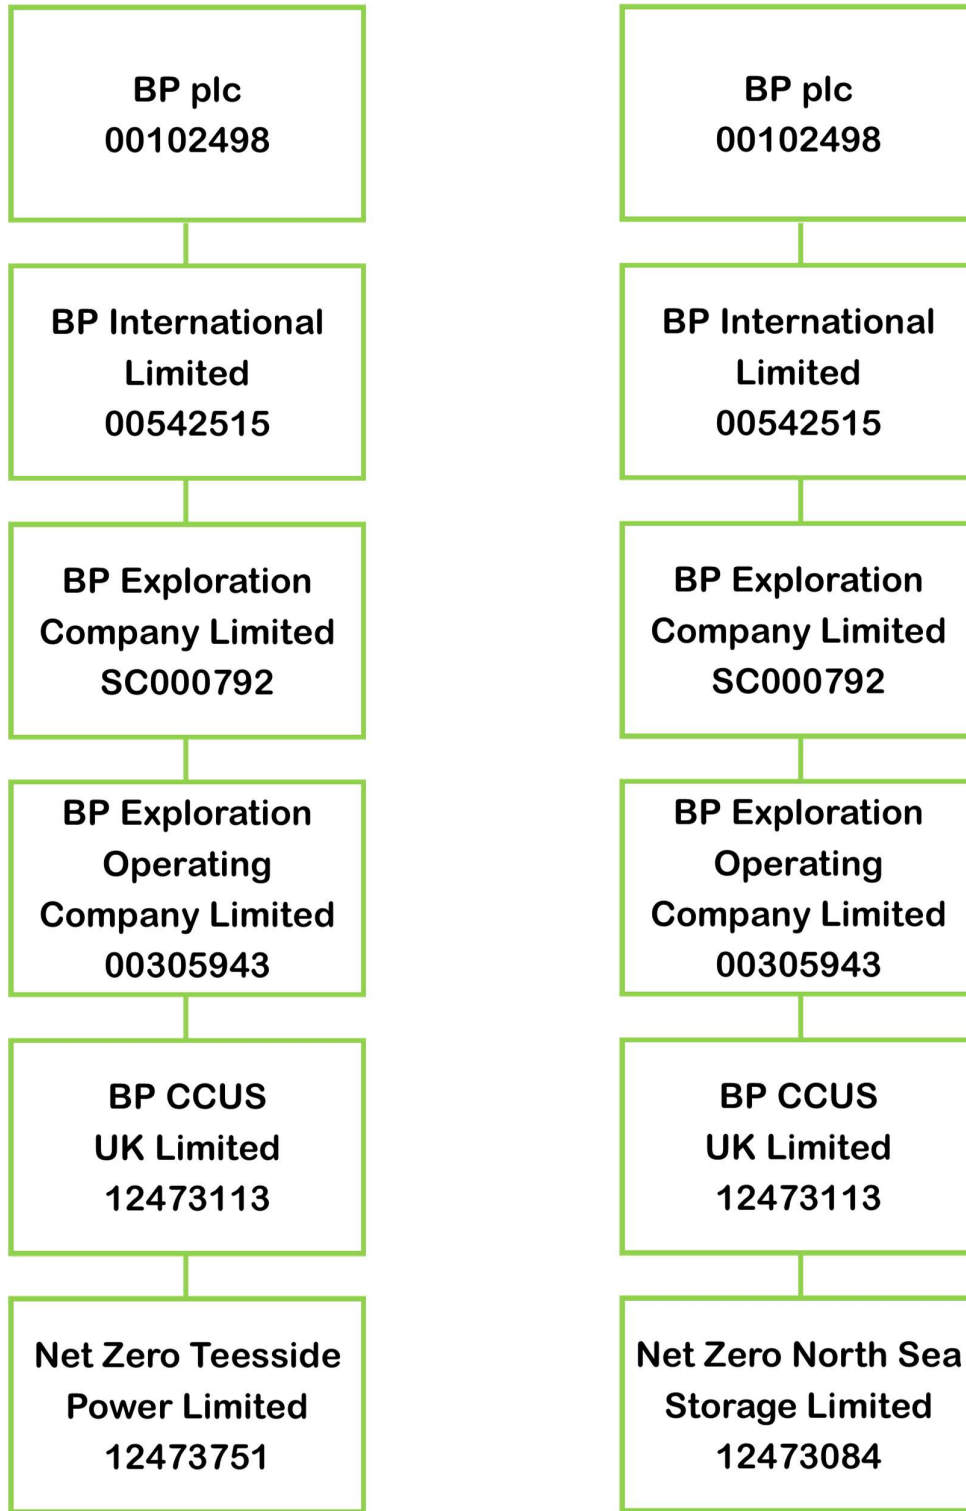 BP plc
00102498
BP International
Limited
00542515
BP Exploration
Company Limited
SC000792
BP Exploration
Operating
Company Limited
00305943
BP CCUS
UK Limited
12473113
Net Zero Teesside
Power Limited
12473751
BP plc
00102498
BP International
Limited
00542515
BP Exploration
Company Limited
SC000792
BP Exploration
Operating
Company Limited
00305943
BP CCUS
UK Limited
12473113
Net Zero North Sea
Storage Limited
12473084